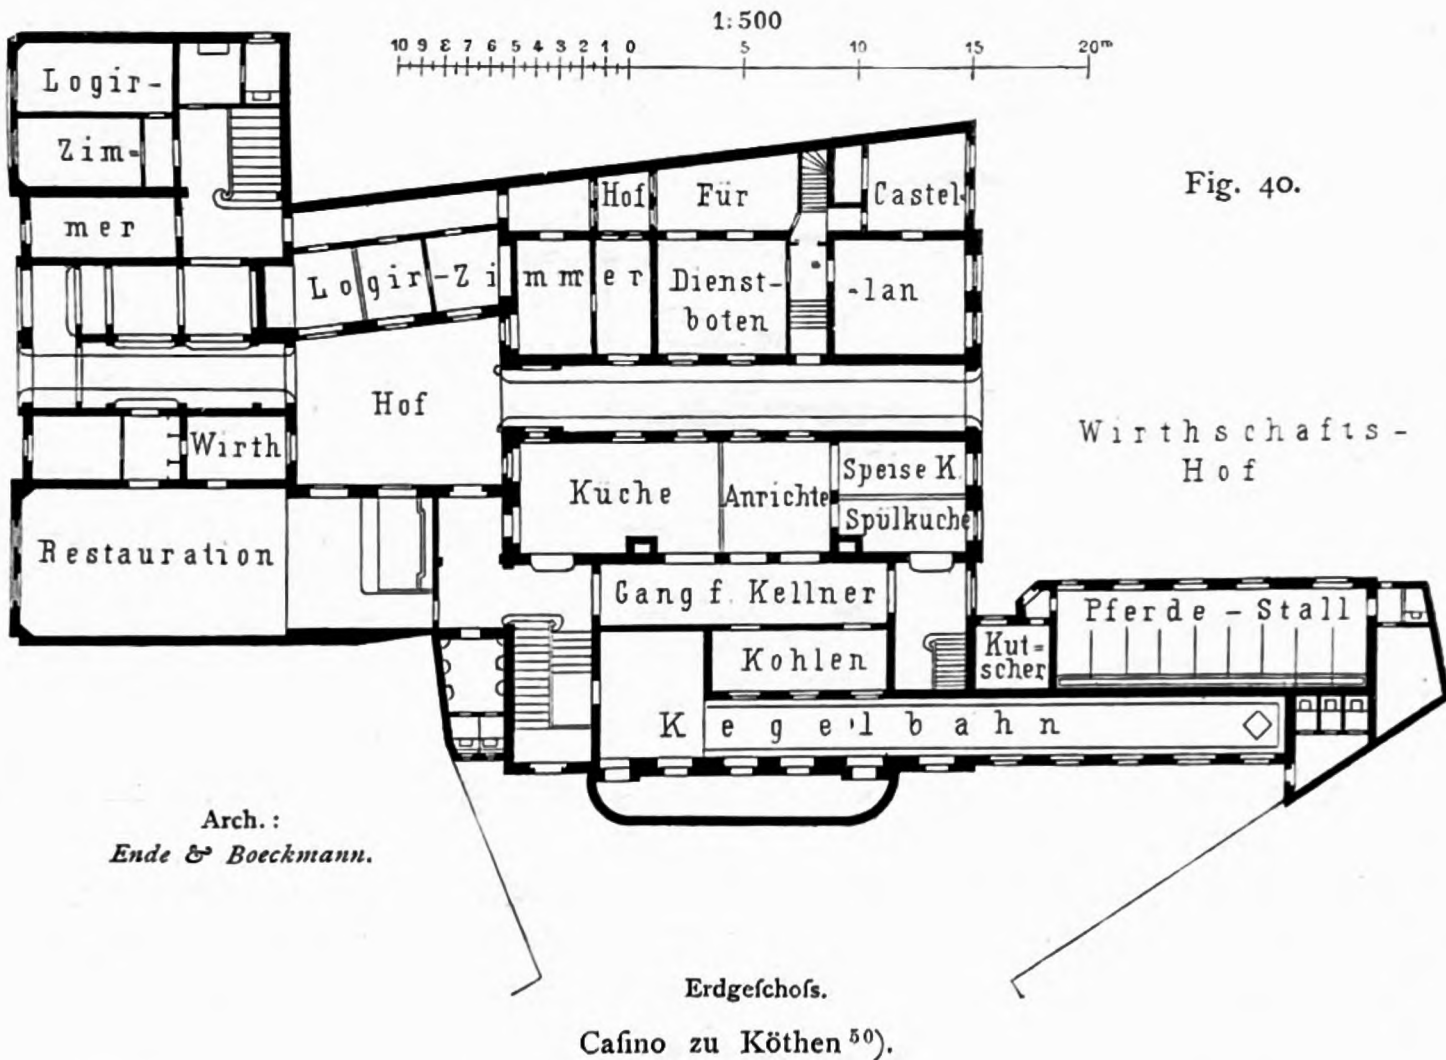 1:500
10 9 8 7 6 5 4 3 2 1 0 5 10 15 20m
Fig. 40.
Logir-
Zim-
mer
Hof
Für
Castel-
Logir-Zimmer
Dienst-
boten
-lan
Hof
Wirth
Wirthschafts-
Hof
Küche
Anrichte
Speise K.
Spülkuche
Restauration
Gang f. Kellner
Pferde-Stall
Kut=
scher
Kohlen
Kegelbahn
Arch.:
Ende & Boeckmann.
Erdgeſchoſs.
Caſino zu Köthen 50).